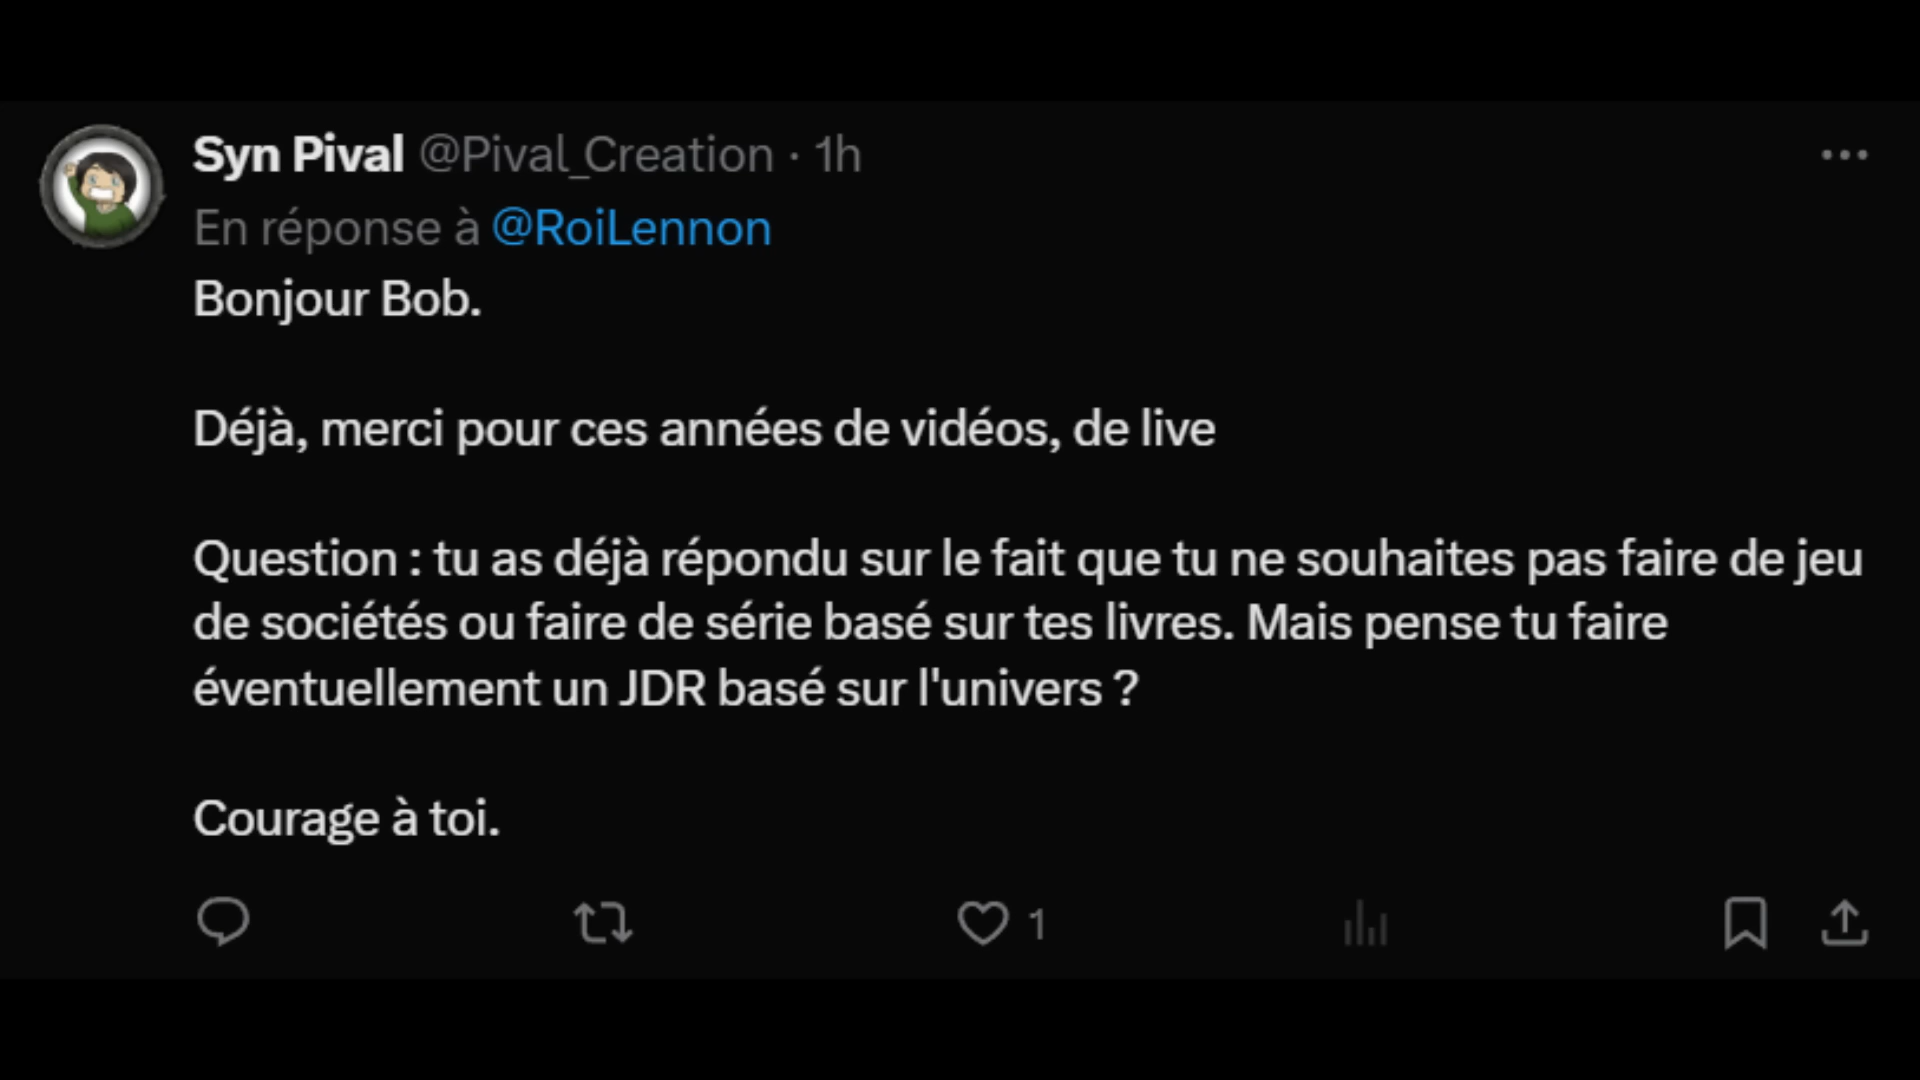 Syn Pival @Pival_Creation · 1h
En réponse à @RoiLennon
Bonjour Bob.
Déjà, merci pour ces années de vidéos, de live
Question : tu as déjà répondu sur le fait que tu ne souhaites pas faire de jeu
de sociétés ou faire de série basé sur tes livres. Mais pense tu faire
éventuellement un JDR basé sur l'univers ?
Courage à toi.
1